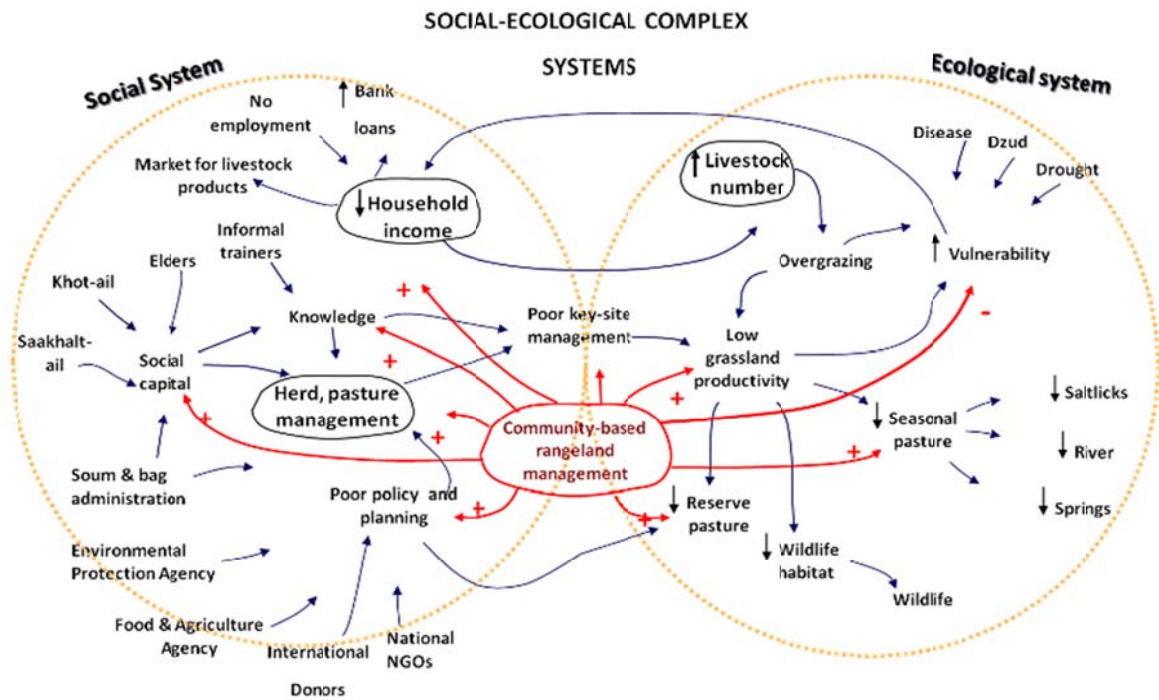 SOCIAL-ECOLOGICAL COMPLEX
SYSTEMS
Social System
Ecological system
No
employment
Bank
loans
Market for livestock
products
Household
income
Livestock
number
Disease
Dzud
Drought
Informal
trainers
Elders
Khot-ail
Saakhalt-
ail
Social
capital
Knowledge
+
+
Herd, pasture
management
Poor key-site
management
Overgrazing
Vulnerability
-
Low
grassland
productivity
+
Community-based
rangeland
management
+
+
+
Seasonal
pasture
Saltlicks
River
Springs
Soum & bag
administration
Poor policy and
planning
+
+
Reserve
pasture
Wildlife
habitat
Wildlife
Environmental
Protection Agency
Food & Agriculture
Agency
International
Donors
National
NGOs